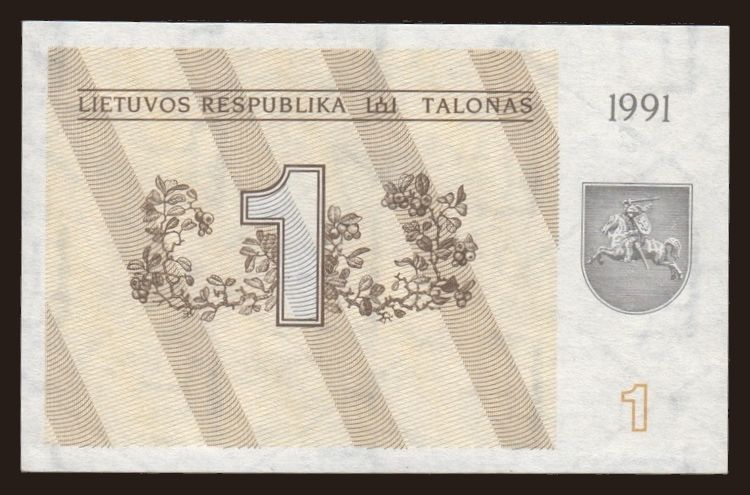 LIETUVOS RESPUBLIKA TALONAS
1991
1
1